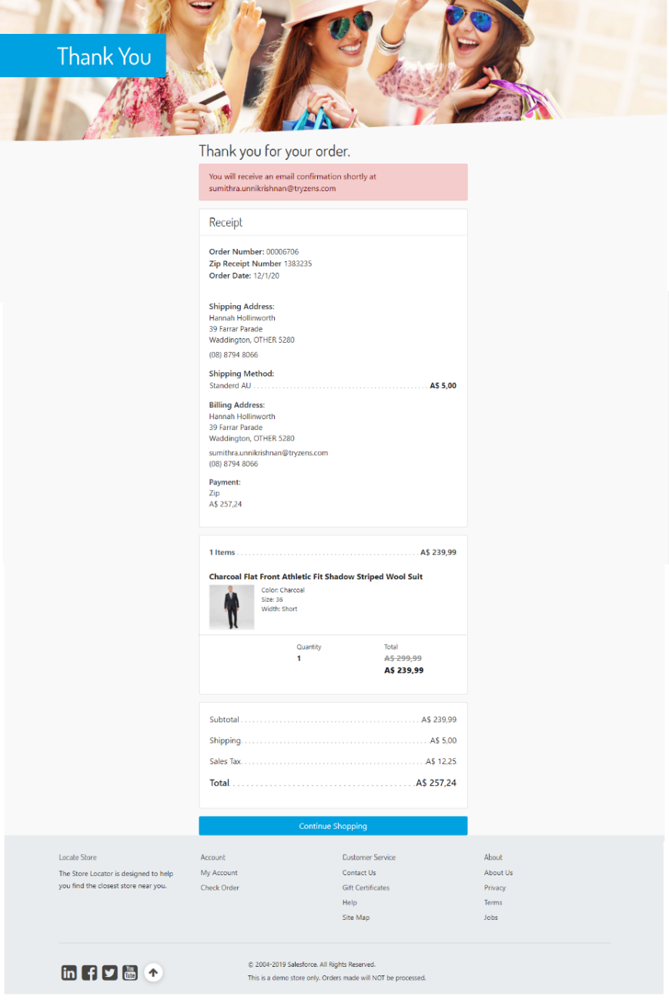 Thank You
Thank you for your order.
You will receive an email confirmation shortly at
sumithra.unnikrishnan@tryzens.com
Receipt
Order Number: 00006706
Zip Receipt Number 1383235
Order Date: 12/1/20
Shipping Address:
Hannah Hollinworth
39 Farrar Parade
Waddington, OTHER 5280
(08) 8794 8066
Shipping Method:
Standerd AU A$ 5,00
Billing Address:
Hannah Hollinworth
39 Farrar Parade
Waddington, OTHER 5280
sumithra.unnikrishnan@tryzens.com
(08) 8794 8066
Payment:
Zip
A$ 257,24
1 Items A$ 239,99
Charcoal Flat Front Athletic Fit Shadow Striped Wool Suit
Color: Charcoal
Size: 36
Width: Short
Quantity Total
1 A$ 299,99
A$ 239,99
Subtotal A$ 239,99
Shipping A$ 5,00
Sales Tax A$ 12,25
Total A$ 257,24
Continue Shopping
Locate Store
The Store Locator is designed to help
you find the closest store near you.
Account
My Account
Check Order
Customer Service
Contact Us
Gift Certificates
Help
Site Map
About
About Us
Privacy
Terms
Jobs
in f You Tube
© 2004-2019 Salesforce. All Rights Reserved.
This is a demo store only. Orders made will NOT be processed.